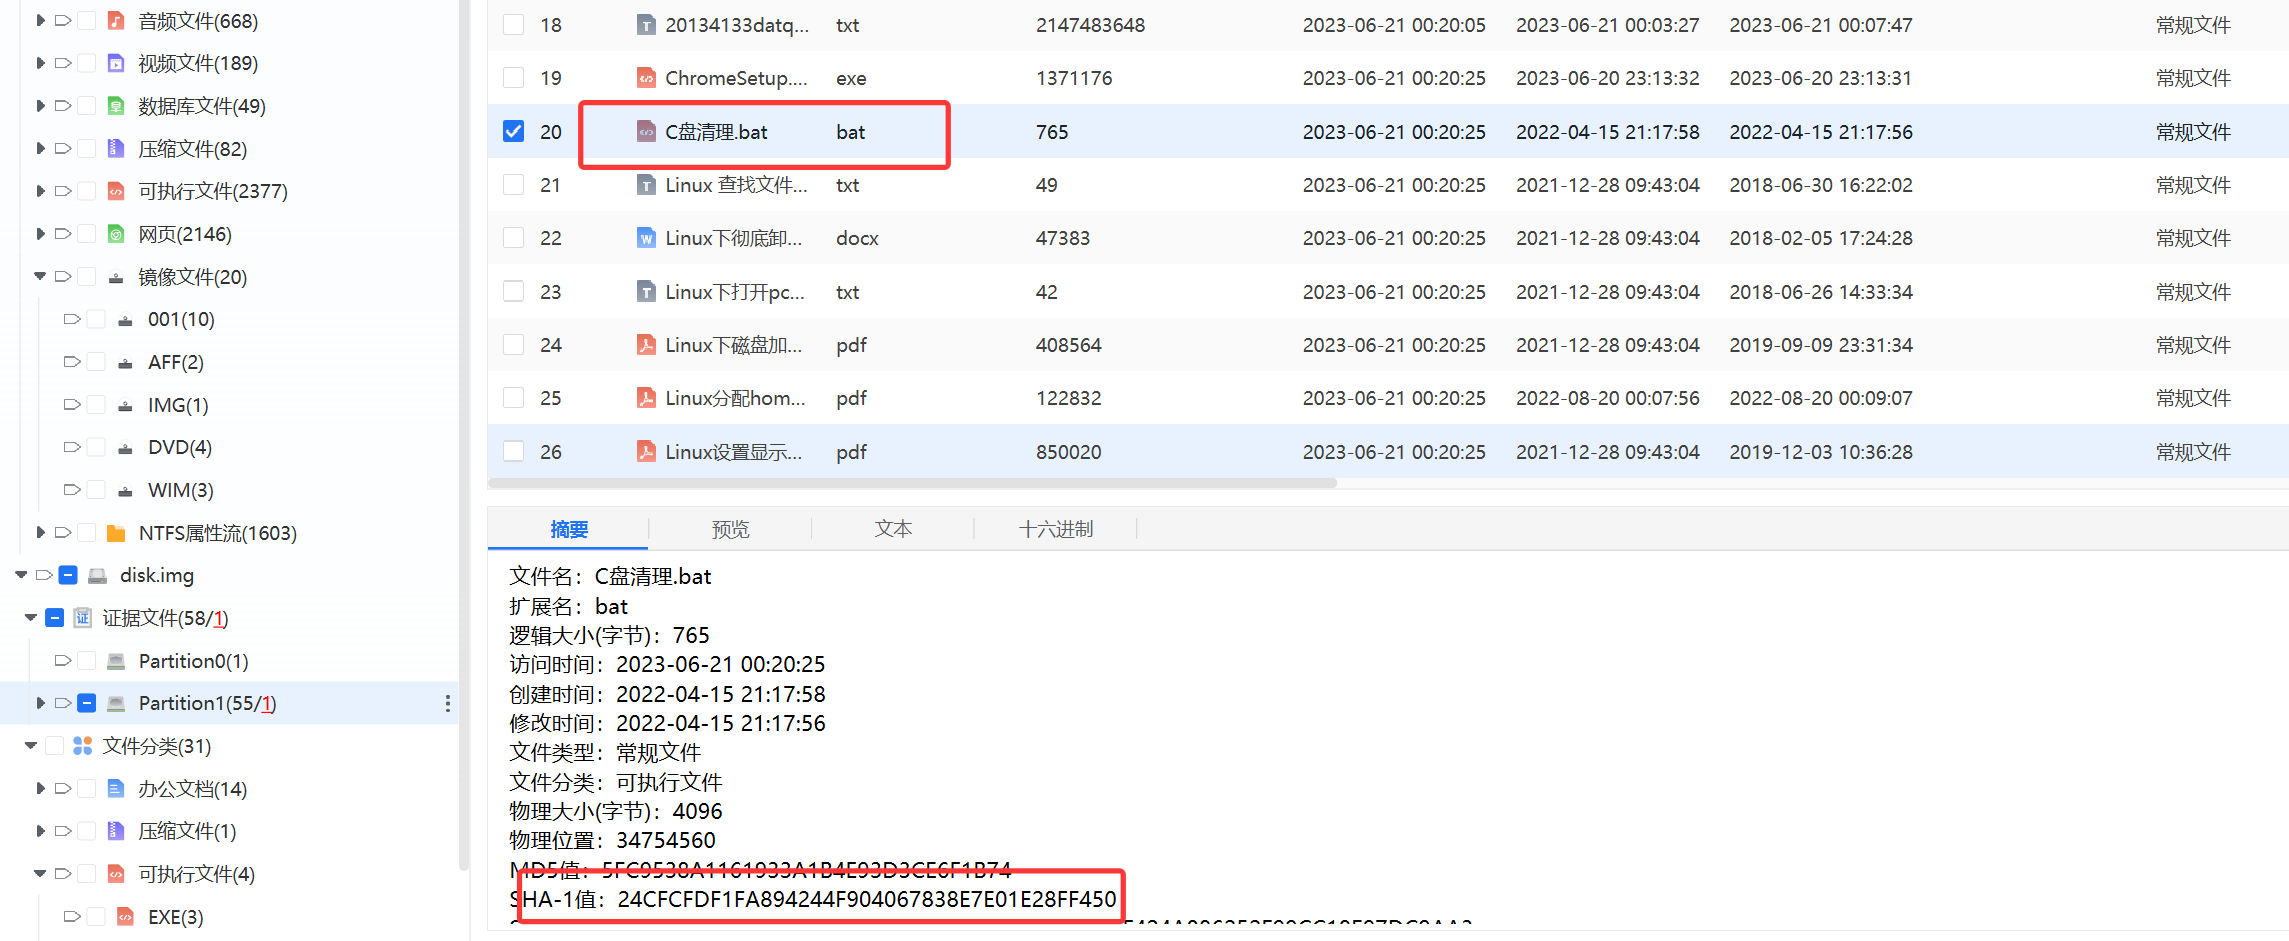 音频文件(668)
视频文件(189)
数据库文件(49)
压缩文件(82)
可执行文件(2377)
网页(2146)
镜像文件(20)
001(10)
AFF(2)
IMG(1)
DVD(4)
WIM(3)
NTFS属性流(1603)
disk.img
证据文件(58/1)
Partition0(1)
Partition1(55/1)
文件分类(31)
办公文档(14)
压缩文件(1)
可执行文件(4)
EXE(3)
18 20134133datq... txt 2147483648 2023-06-21 00:20:05 2023-06-21 00:03:27 2023-06-21 00:07:47 常规文件
19 ChromeSetup.... exe 1371176 2023-06-21 00:20:25 2023-06-20 23:13:32 2023-06-20 23:13:31 常规文件
20 C盘清理.bat bat 765 2023-06-21 00:20:25 2022-04-15 21:17:58 2022-04-15 21:17:56 常规文件
21 Linux 查找文件... txt 49 2023-06-21 00:20:25 2021-12-28 09:43:04 2018-06-30 16:22:02 常规文件
22 Linux下彻底卸... docx 47383 2023-06-21 00:20:25 2021-12-28 09:43:04 2018-02-05 17:24:28 常规文件
23 Linux下打开pc... txt 42 2023-06-21 00:20:25 2021-12-28 09:43:04 2018-06-26 14:33:34 常规文件
24 Linux下磁盘加... pdf 408564 2023-06-21 00:20:25 2021-12-28 09:43:04 2019-09-09 23:31:34 常规文件
25 Linux分配hom... pdf 122832 2023-06-21 00:20:25 2022-08-20 00:07:56 2022-08-20 00:09:07 常规文件
26 Linux设置显示... pdf 850020 2023-06-21 00:20:25 2021-12-28 09:43:04 2019-12-03 10:36:28 常规文件
摘要 预览 文本 十六进制
文件名：C盘清理.bat
扩展名：bat
逻辑大小(字节)：765
访问时间：2023-06-21 00:20:25
创建时间：2022-04-15 21:17:58
修改时间：2022-04-15 21:17:56
文件类型：常规文件
文件分类：可执行文件
物理大小(字节)：4096
物理位置：34754560
MD5值：5FC9538A1161933A1B4E93D3CE6F1B74
SHA-1值：24CFCFDF1FA894244F904067838E7E01E28FF450